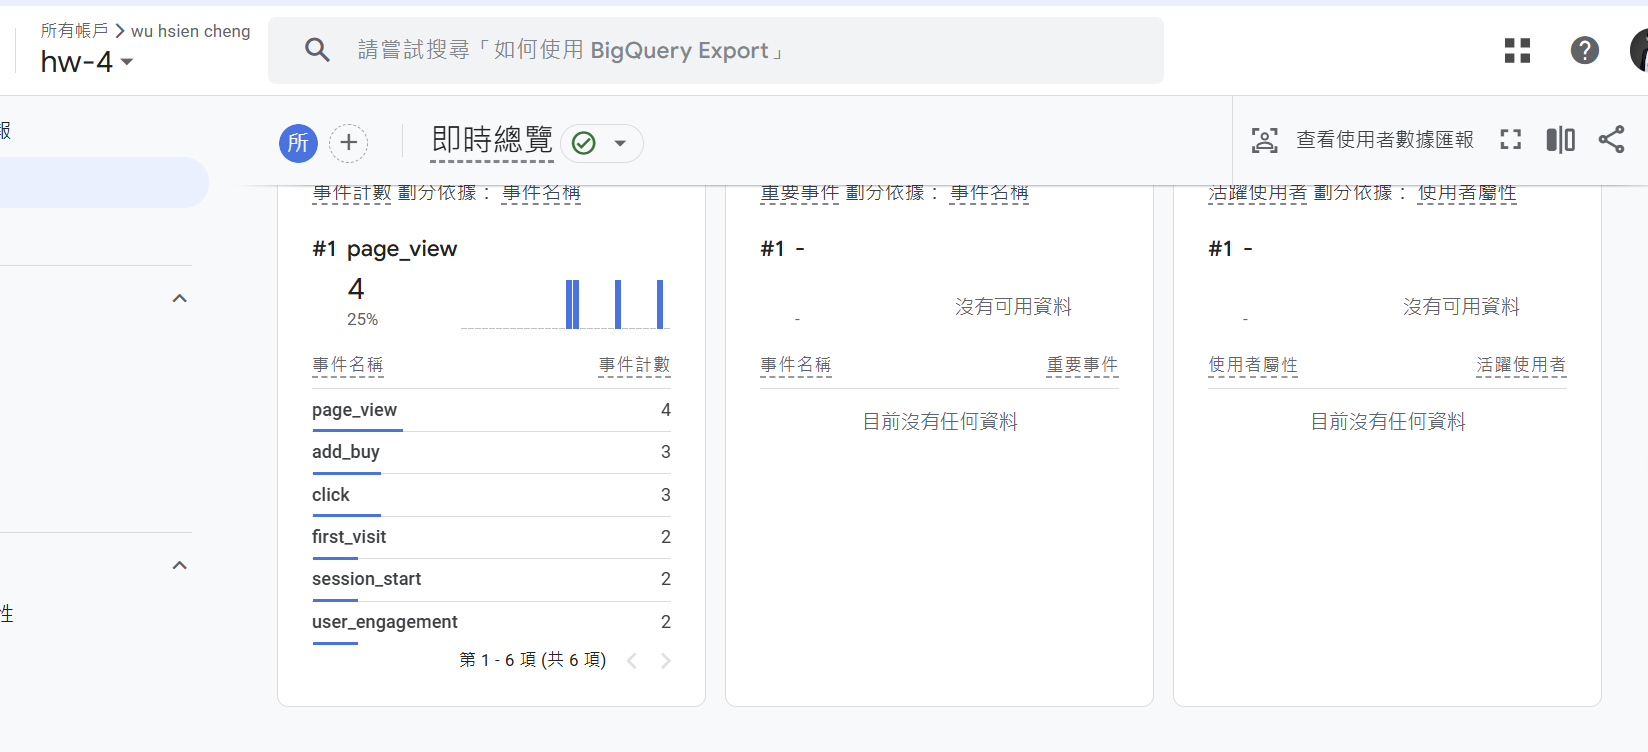 所有帳戶 > wu hsien cheng
hw-4
請嘗試搜尋「如何使用 BigQuery Export」
報
所
即時總覽
查看使用者數據匯報
事件計數 劃分依據： 事件名稱
#1 page_view
4
25%
事件名稱 事件計數
page_view 4
add_buy 3
click 3
first_visit 2
session_start 2
user_engagement 2
第 1 - 6 項 (共 6 項)
重要事件 劃分依據： 事件名稱
#1 -
-
沒有可用資料
事件名稱 重要事件
目前沒有任何資料
活躍使用者 劃分依據： 使用者屬性
#1 -
-
沒有可用資料
使用者屬性 活躍使用者
目前沒有任何資料
性